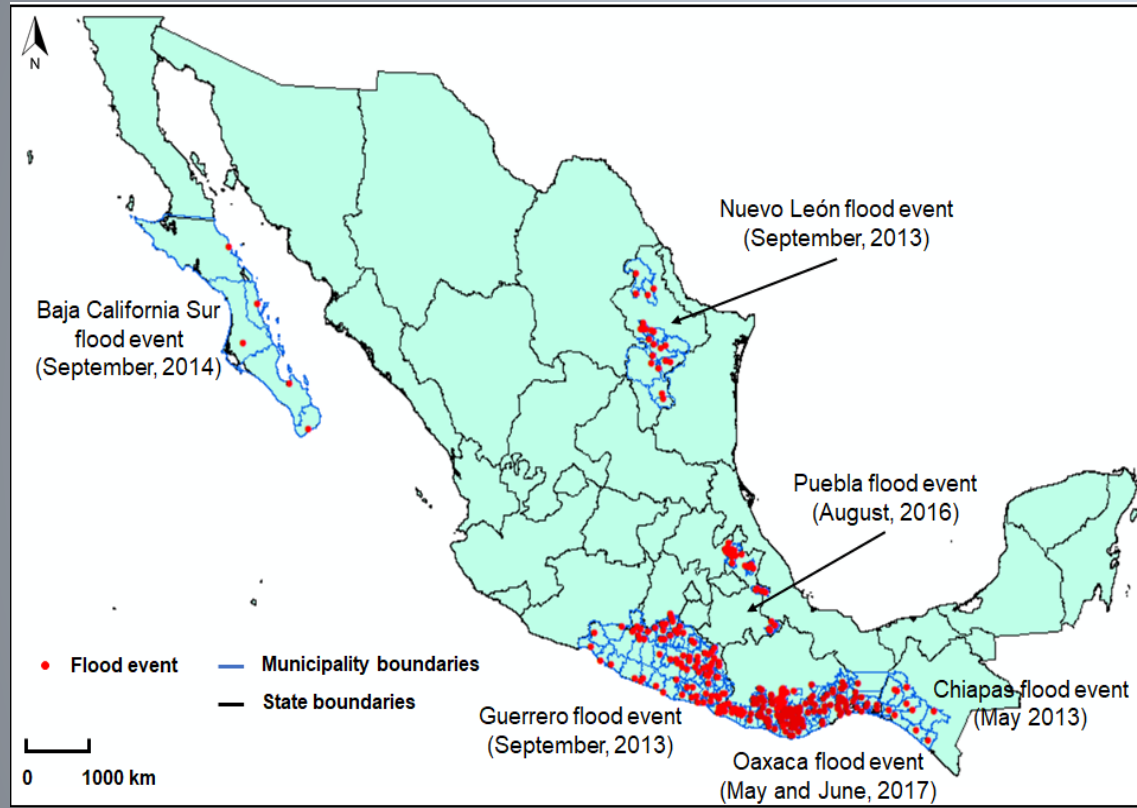 N
Nuevo León flood event
(September, 2013)
Baja California Sur
flood event
(September, 2014)
Puebla flood event
(August, 2016)
Flood event
Municipality boundaries
State boundaries
Chiapas flood event
(May 2013)
Guerrero flood event
(September, 2013)
Oaxaca flood event
(May and June, 2017)
0 1000 km